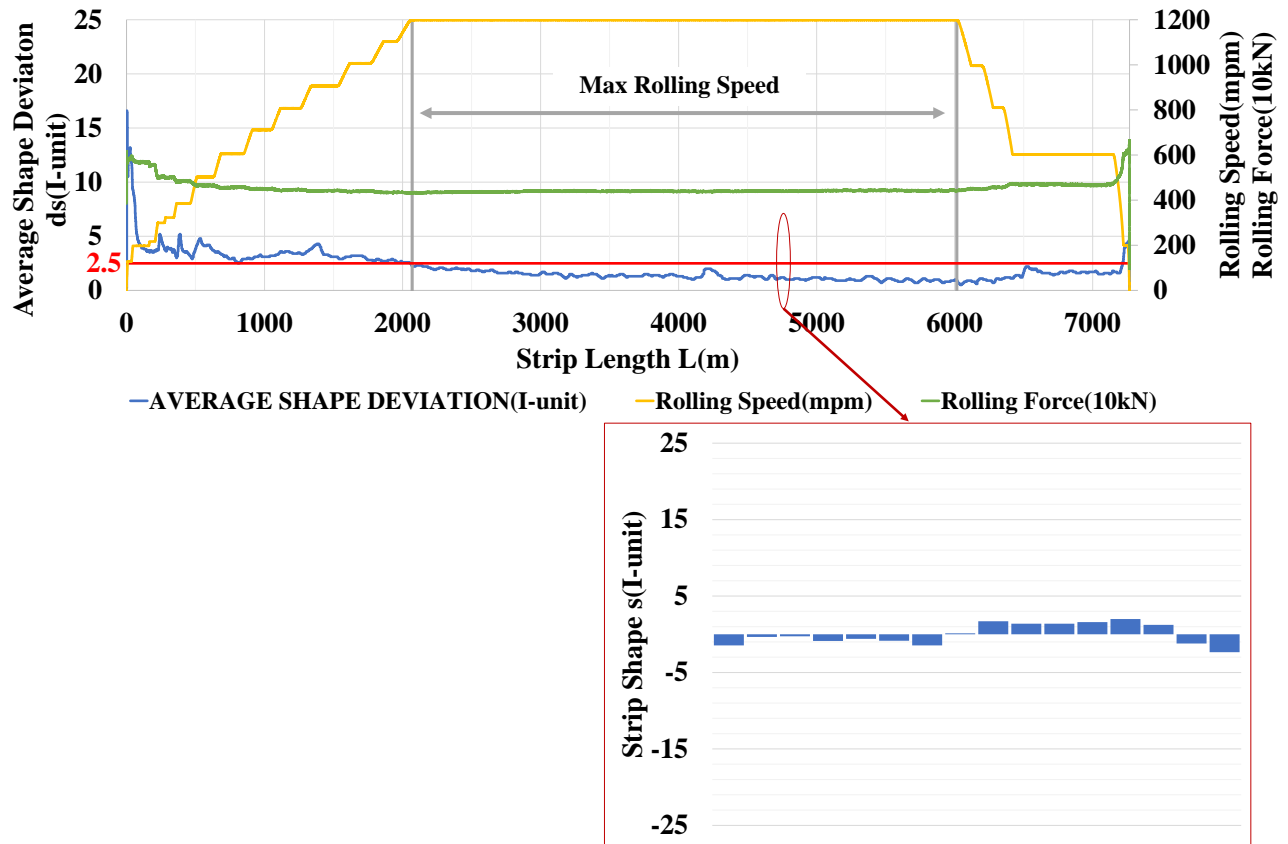 Average Shape Deviaton
ds(I-unit)
25
20
15
10
5
2.5
0
Max Rolling Speed
1200
1000
800
600
400
200
0
Rolling Speed(mpm)
Rolling Force(10kN)
0
1000
2000
3000
4000
5000
6000
7000
Strip Length L(m)
AVERAGE SHAPE DEVIATION(I-unit)
Rolling Speed(mpm)
Rolling Force(10kN)
Strip Shape s(I-unit)
25
15
5
-5
-15
-25